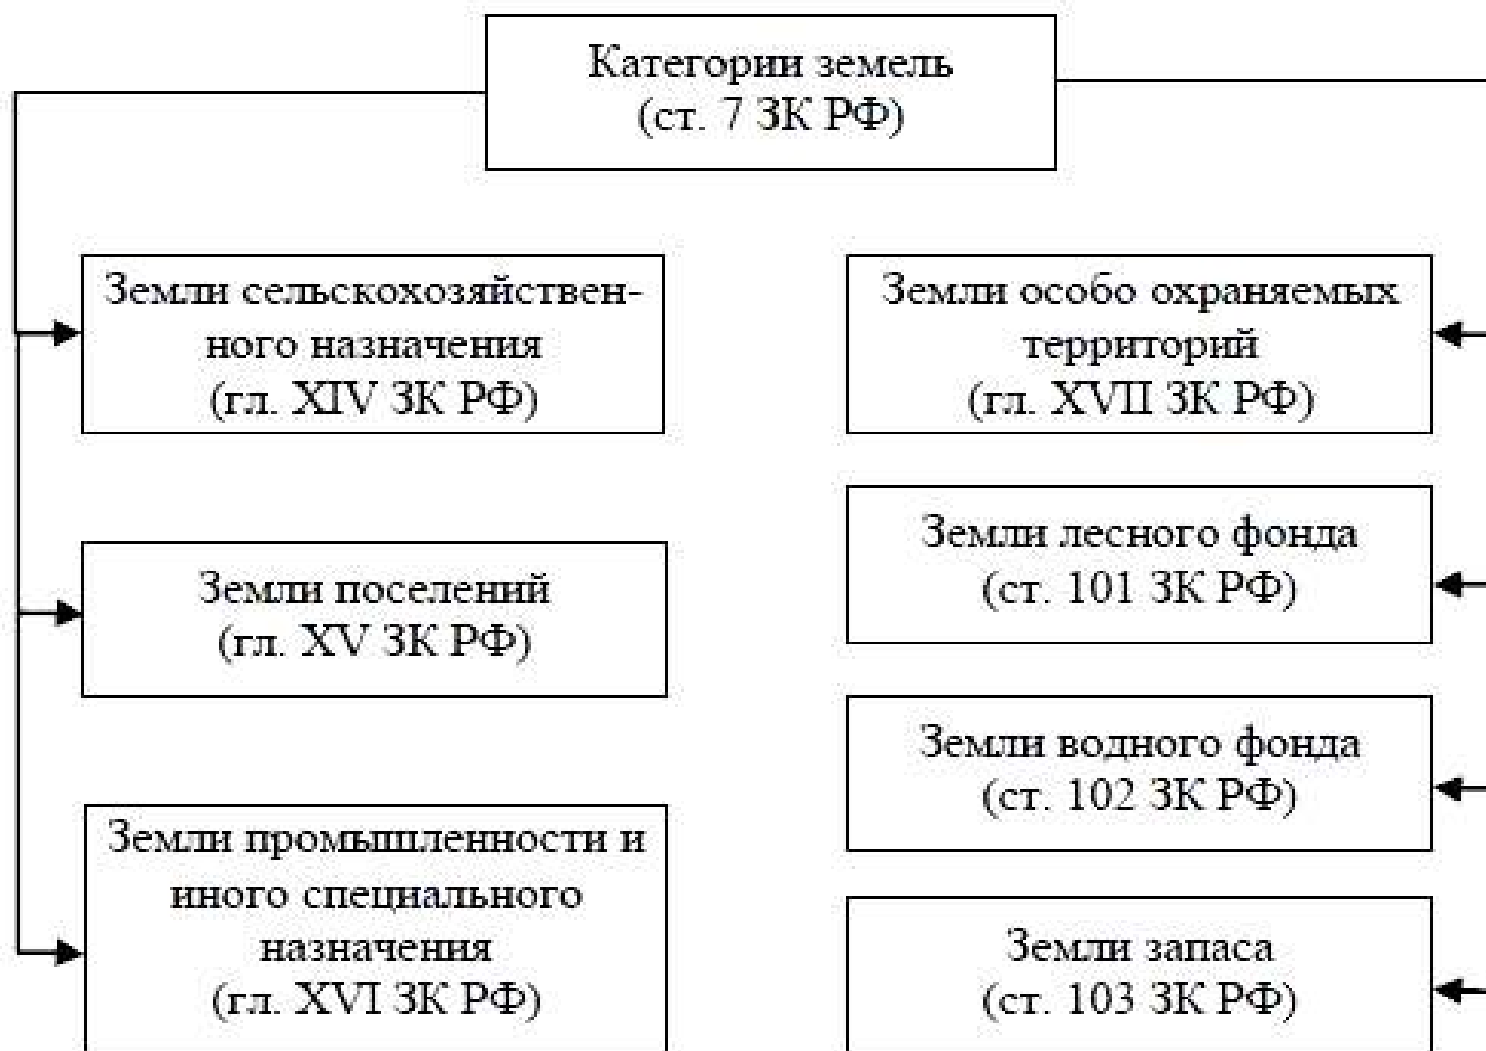 Категории земель
(ст. 7 ЗК РФ)
Земли сельскохозяйствен-
ного назначения
(гл. XIV ЗК РФ)
Земли поселений
(гл. XV ЗК РФ)
Земли промышленности и
иного специального
назначения
(гл. XVI ЗК РФ)
Земли особо охраняемых
территорий
(гл. XVII ЗК РФ)
Земли лесного фонда
(ст. 101 ЗК РФ)
Земли водного фонда
(ст. 102 ЗК РФ)
Земли запаса
(ст. 103 ЗК РФ)